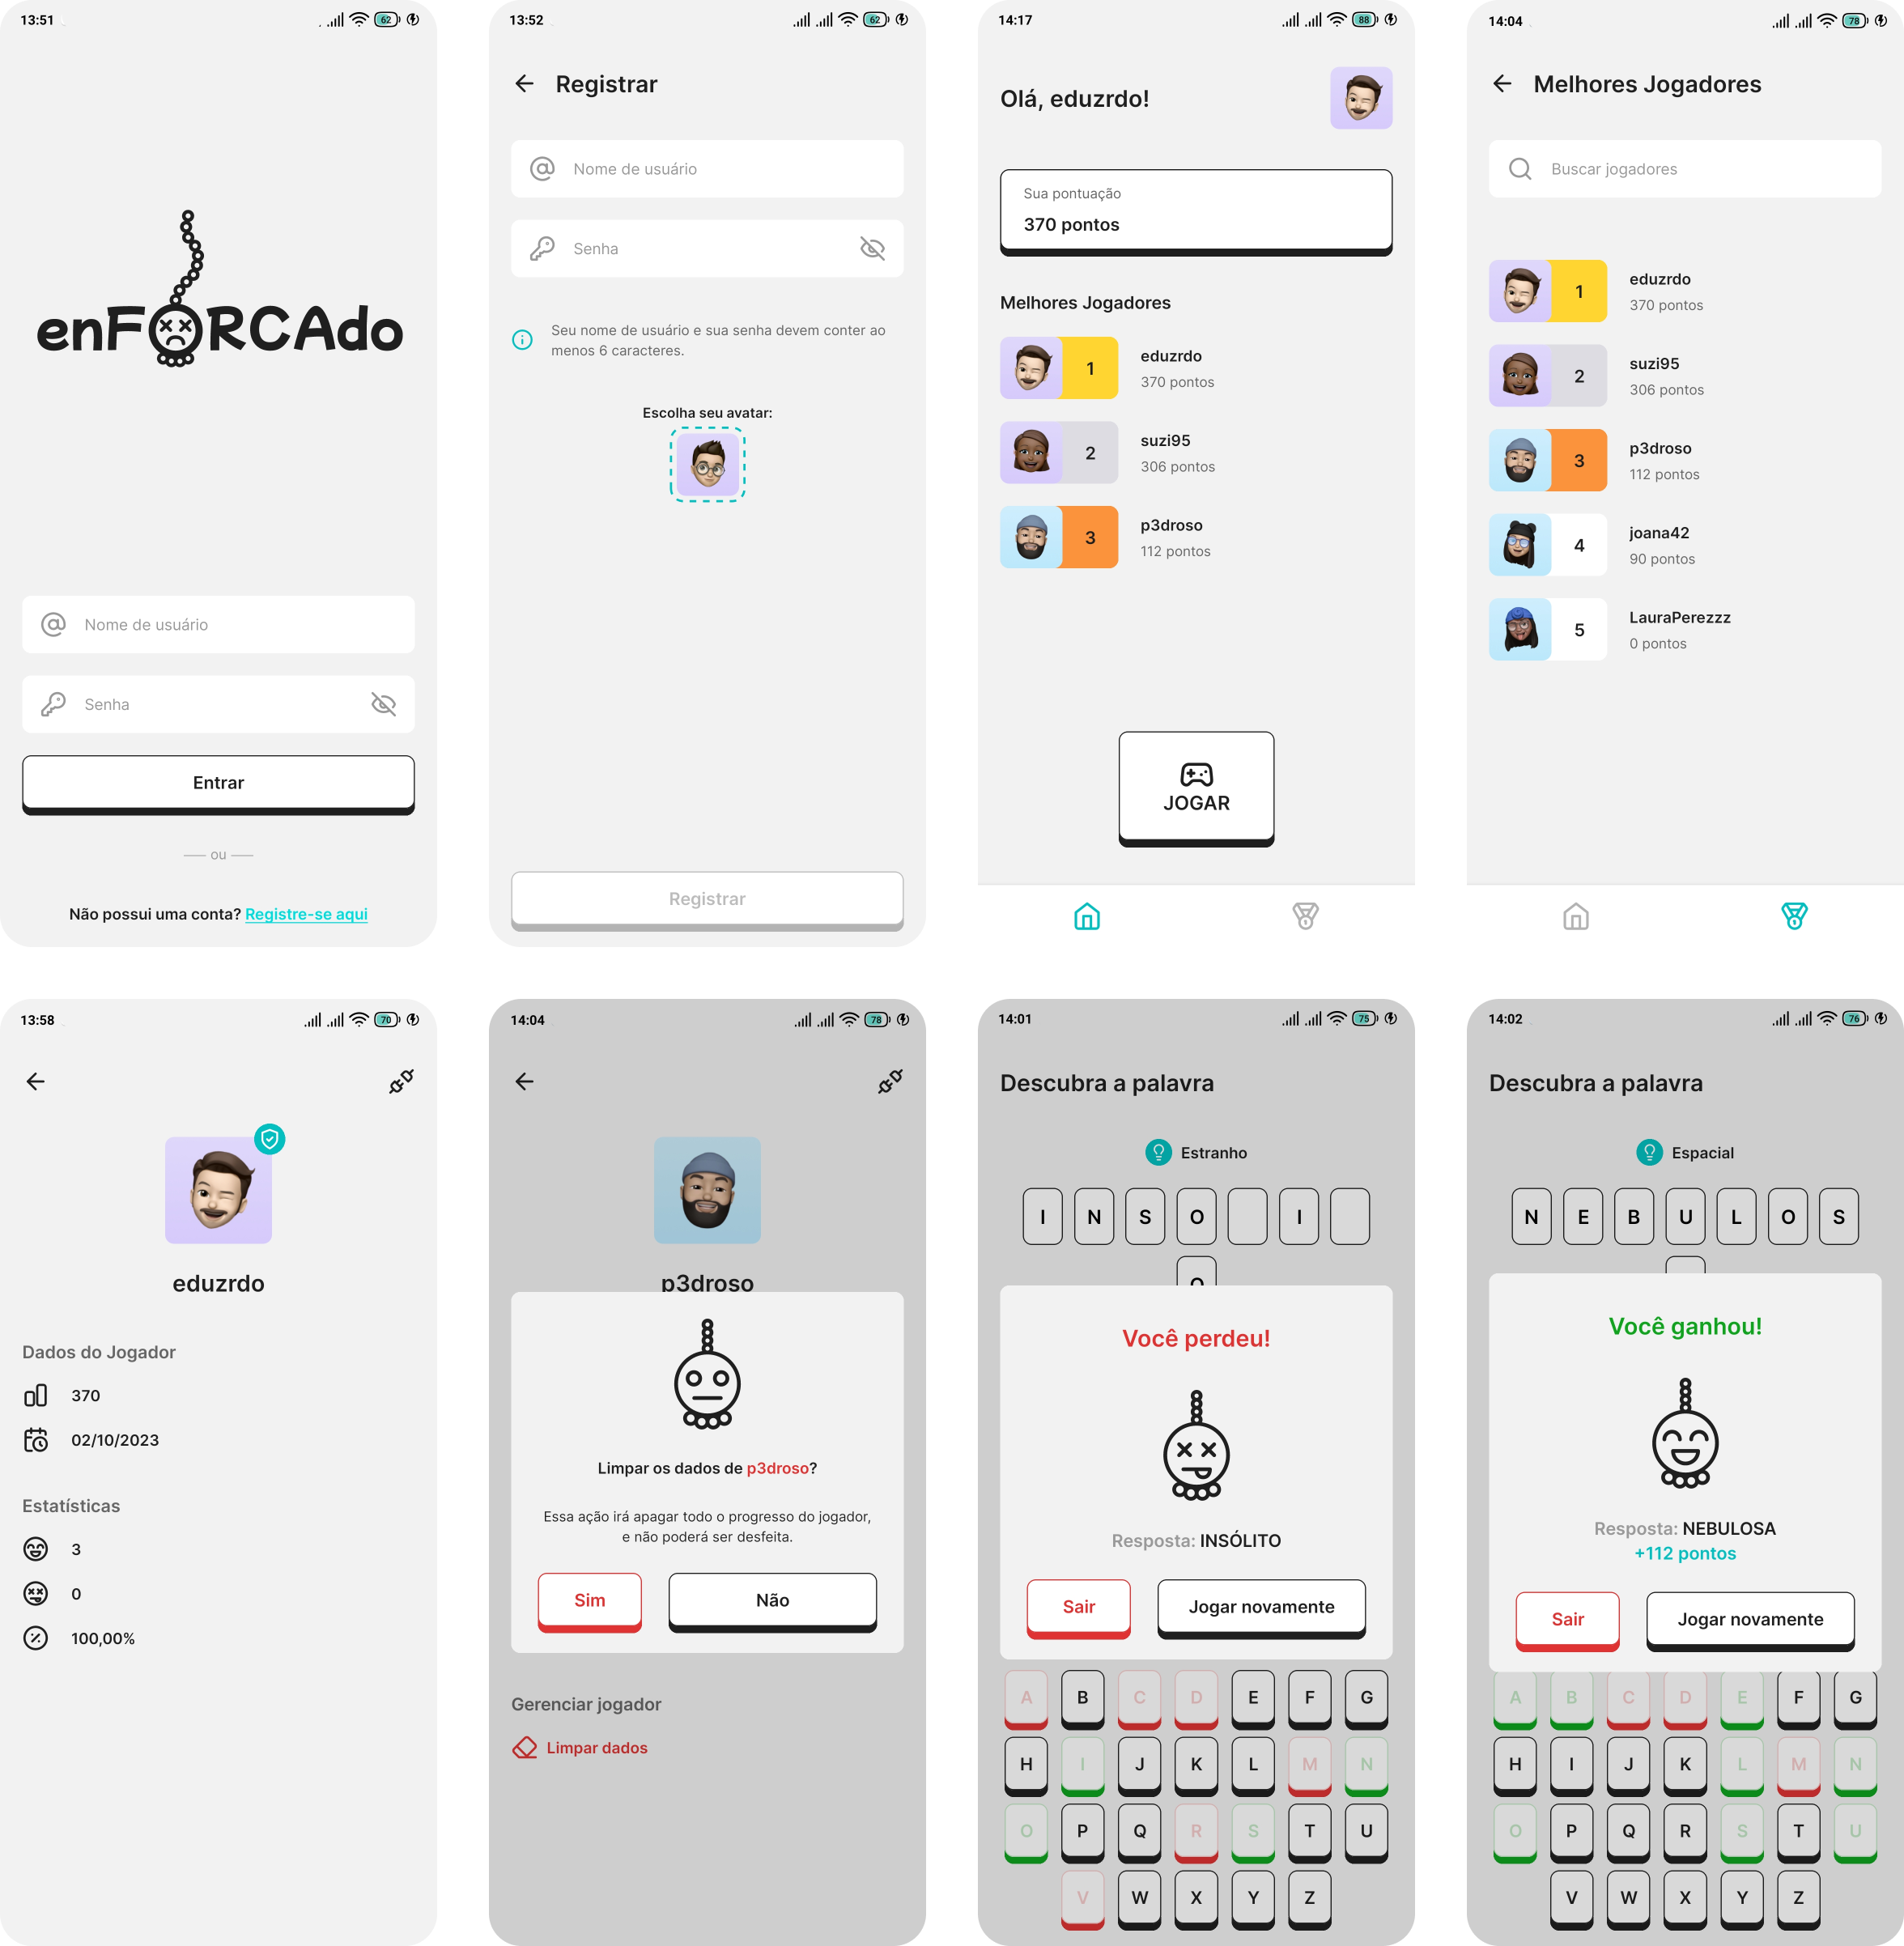 13:51
62
enFORCAdo
Nome de usuário
Senha
Entrar
ou
Não possui uma conta? Registre-se aqui
13:52
62
Registrar
Nome de usuário
Senha
Seu nome de usuário e sua senha devem conter ao
menos 6 caracteres.
Escolha seu avatar:
Registrar
14:17
88
Olá, eduzrdo!
Sua pontuação
370 pontos
Melhores Jogadores
1
eduzrdo
370 pontos
2
suzi95
306 pontos
3
p3droso
112 pontos
JOGAR
14:04
78
Melhores Jogadores
Buscar jogadores
1
eduzrdo
370 pontos
2
suzi95
306 pontos
3
p3droso
112 pontos
4
joana42
90 pontos
5
LauraPerezzz
0 pontos
13:58
70
eduzrdo
Dados do Jogador
370
02/10/2023
Estatísticas
3
0
100,00%
14:04
78
p3droso
Limpar os dados de p3droso?
Essa ação irá apagar todo o progresso do jogador,
e não poderá ser desfeita.
Sim Não
Gerenciar jogador
Limpar dados
14:01
75
Descubra a palavra
Estranho
I N S O I
O
Você perdeu!
Resposta: INSÓLITO
Sair Jogar novamente
A B C D E F G
H I J K L M N
O P Q R S T U
V W X Y Z
14:02
76
Descubra a palavra
Espacial
N E B U L O S
Você ganhou!
Resposta: NEBULOSA
+112 pontos
Sair Jogar novamente
A B C D E F G
H I J K L M N
O P Q R S T U
V W X Y Z